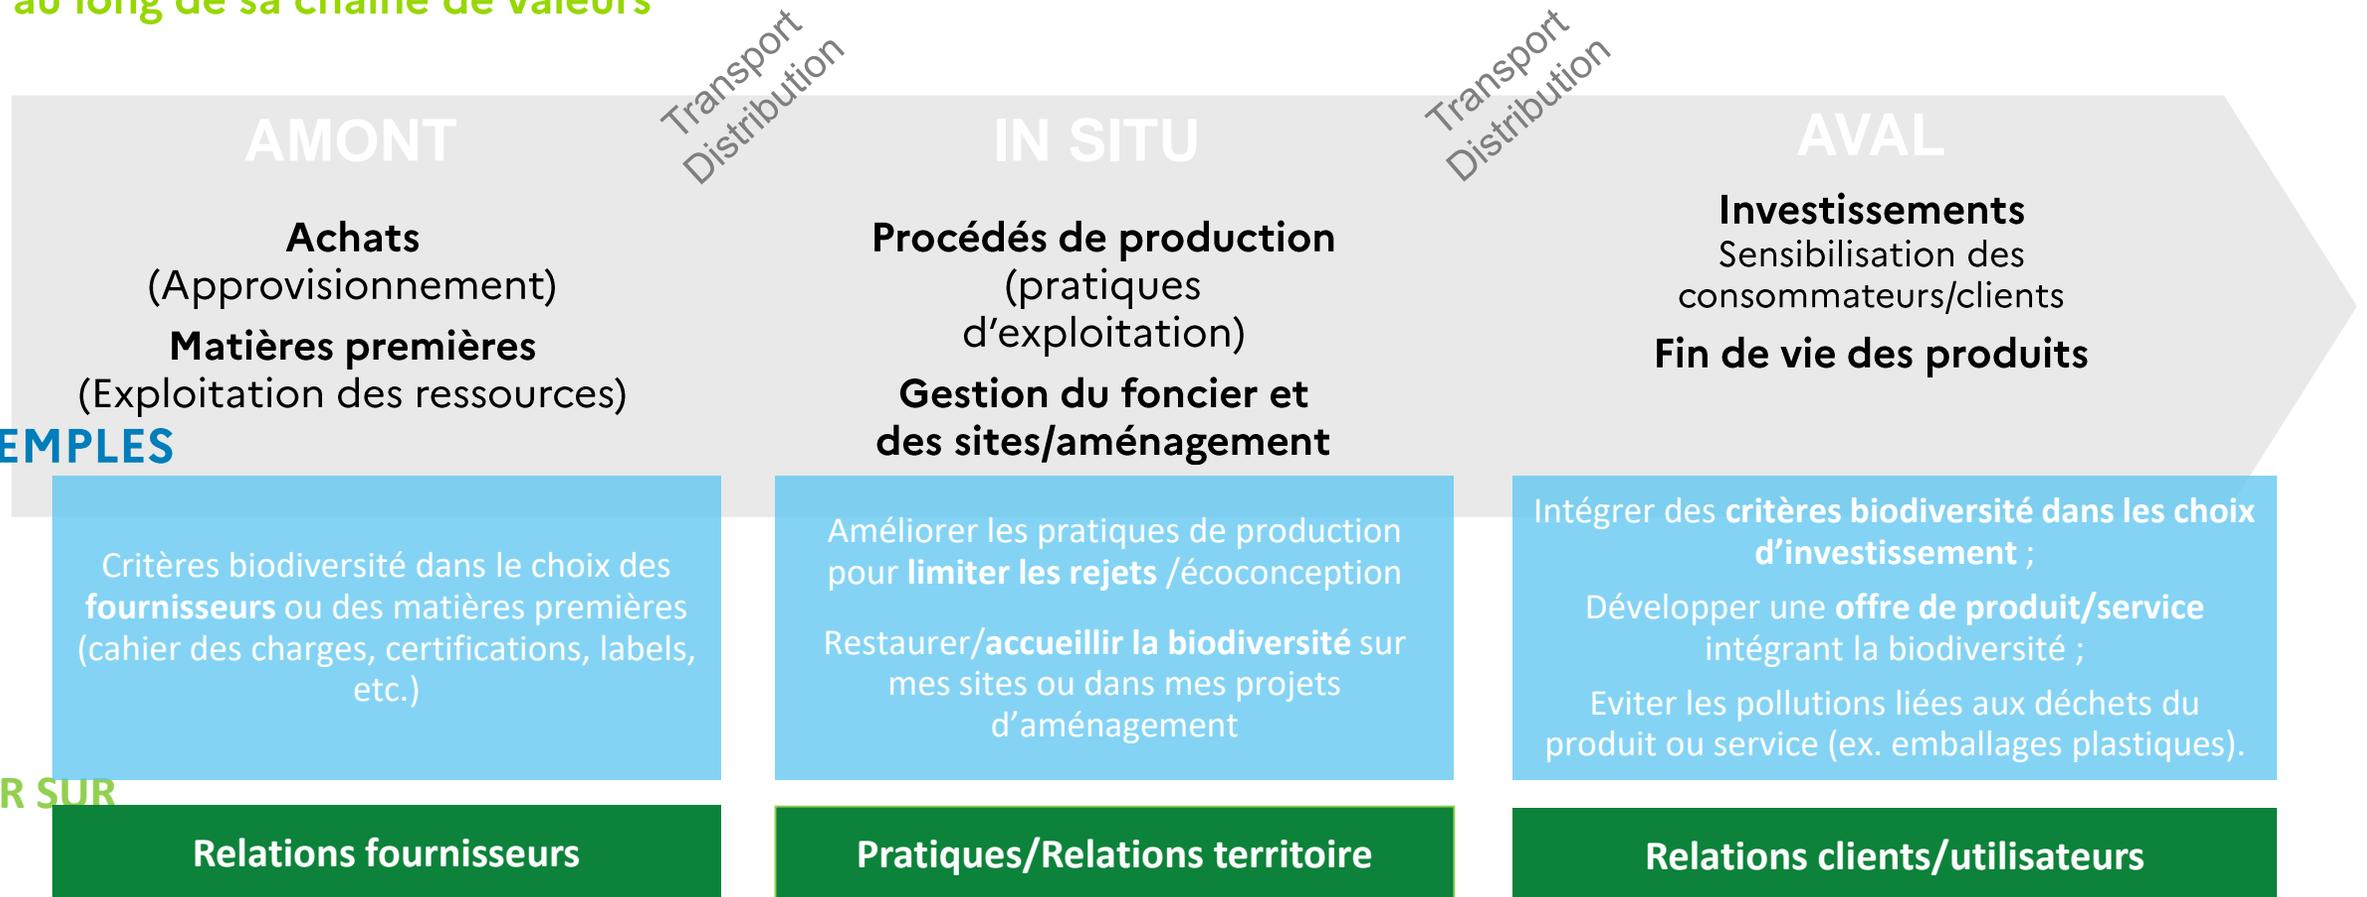 au long de sa chaîne de valeurs
Transport
Distribution
Transport
Distribution
AMONT
Achats
(Approvisionnement)
Matières premières
(Exploitation des ressources)
IN SITU
Procédés de production
(pratiques
d’exploitation)
Gestion du foncier et
des sites/aménagement
AVAL
Investissements
Sensibilisation des
consommateurs/clients
Fin de vie des produits
EMPLES
Critères biodiversité dans le choix des
fournisseurs ou des matières premières
(cahier des charges, certifications, labels,
etc.)
Améliorer les pratiques de production
pour limiter les rejets /écoconception
Restaurer/accueillir la biodiversité sur
mes sites ou dans mes projets
d’aménagement
Intégrer des critères biodiversité dans les choix
d’investissement ;
Développer une offre de produit/service
intégrant la biodiversité ;
Eviter les pollutions liées aux déchets du
produit ou service (ex. emballages plastiques).
R SUR
Relations fournisseurs
Pratiques/Relations territoire
Relations clients/utilisateurs